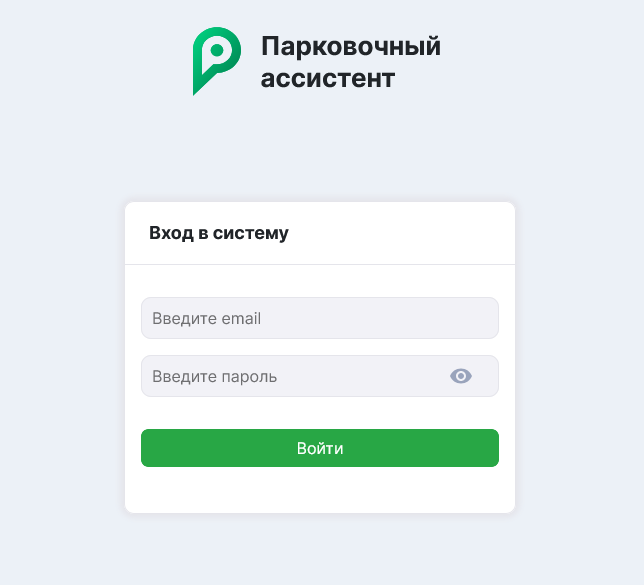 Парковочный
ассистент
Вход в систему
Введите email
Введите пароль
Войти